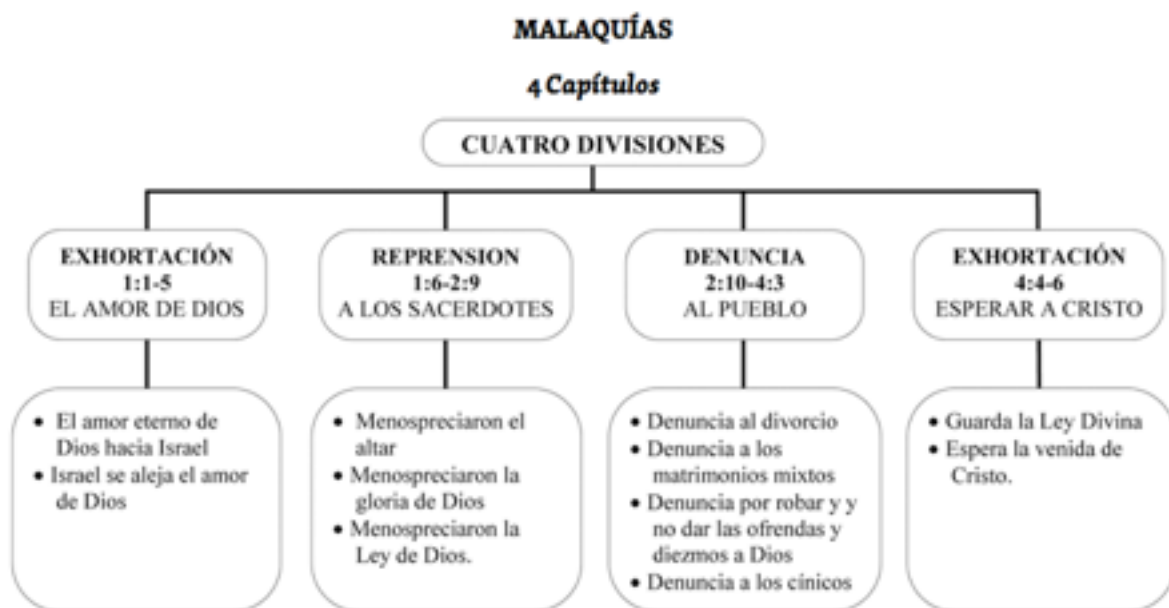 MALAQUÍAS
4 Capítulos
CUATRO DIVISIONES
EXHORTACIÓN
1:1-5
EL AMOR DE DIOS
REPRENSION
1:6-2:9
A LOS SACERDOTES
DENUNCIA
2:10-4:3
AL PUEBLO
EXHORTACIÓN
4:4-6
ESPERAR A CRISTO
• El amor eterno de
Dios hacia Israel
• Israel se aleja el amor
de Dios
• Menospreciaron el
altar
• Menospreciaron la
gloria de Dios
• Menospreciaron la
Ley de Dios.
• Denuncia al divorcio
• Denuncia a los
matrimonios mixtos
• Denuncia por robar y y
no dar las ofrendas y
diezmos a Dios
• Denuncia a los cínicos
• Guarda la Ley Divina
• Espera la venida de
Cristo.